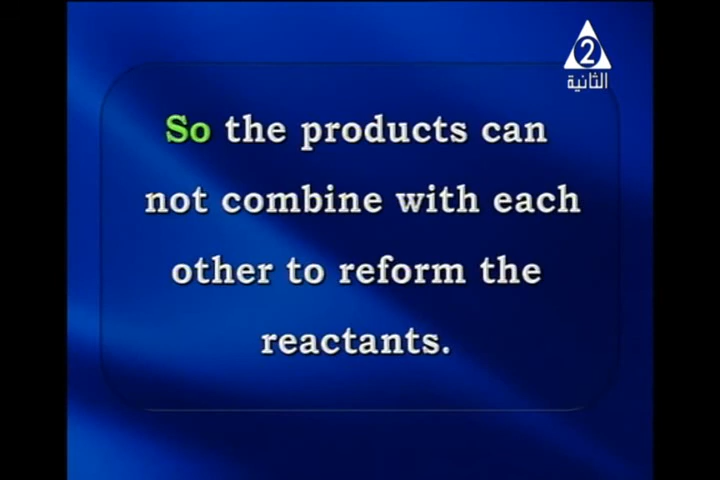 2
الثانية
So the products can
not combine with each
other to reform the
reactants.